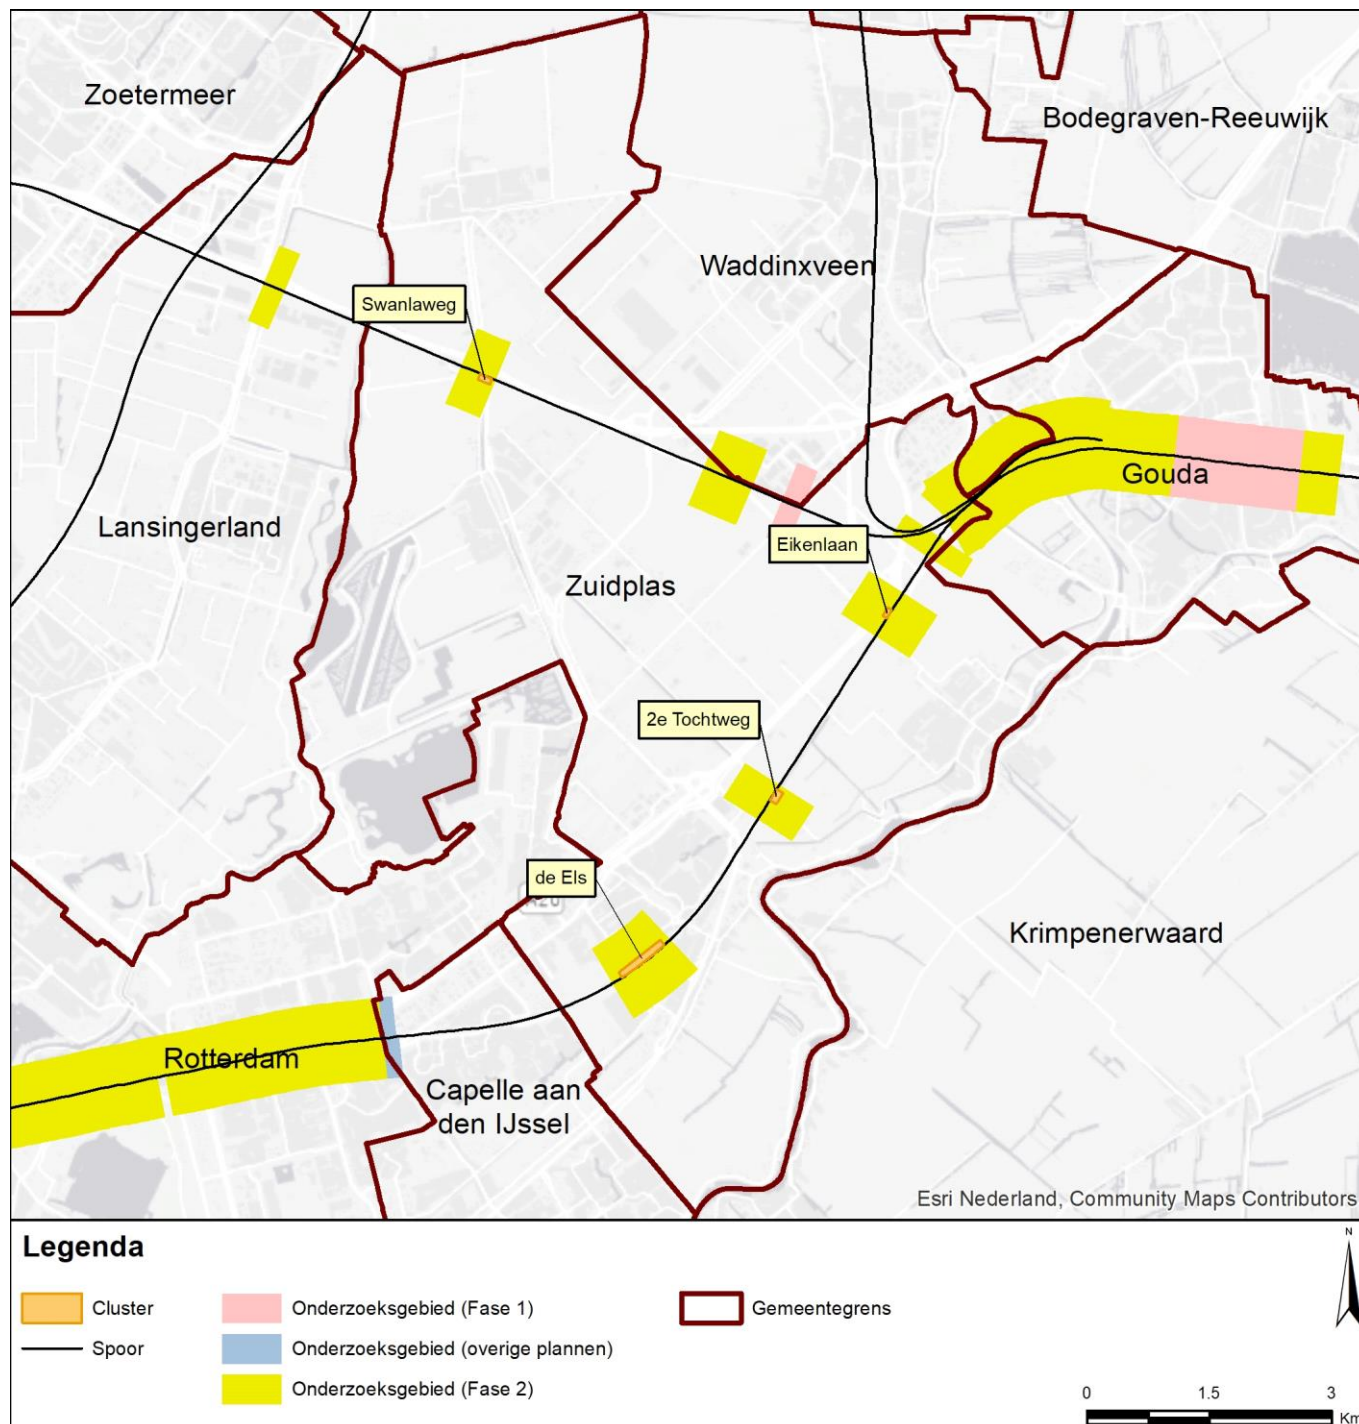 Zoetermeer
Bodegraven-Reeuwijk
Waddinxveen
Swanlaweg
Gouda
Lansingerland
Eikenlaan
Zuidplas
2e Tochtweg
de Els
A20
Krimpenerwaard
Rotterdam
Capelle aan
den IJssel
Esri Nederland, Community Maps Contributors
Legenda
N
Cluster
Onderzoeksgebied (Fase 1)
Gemeentegrens
Spoor
Onderzoeksgebied (overige plannen)
Onderzoeksgebied (Fase 2)
0 1.5 3
Km